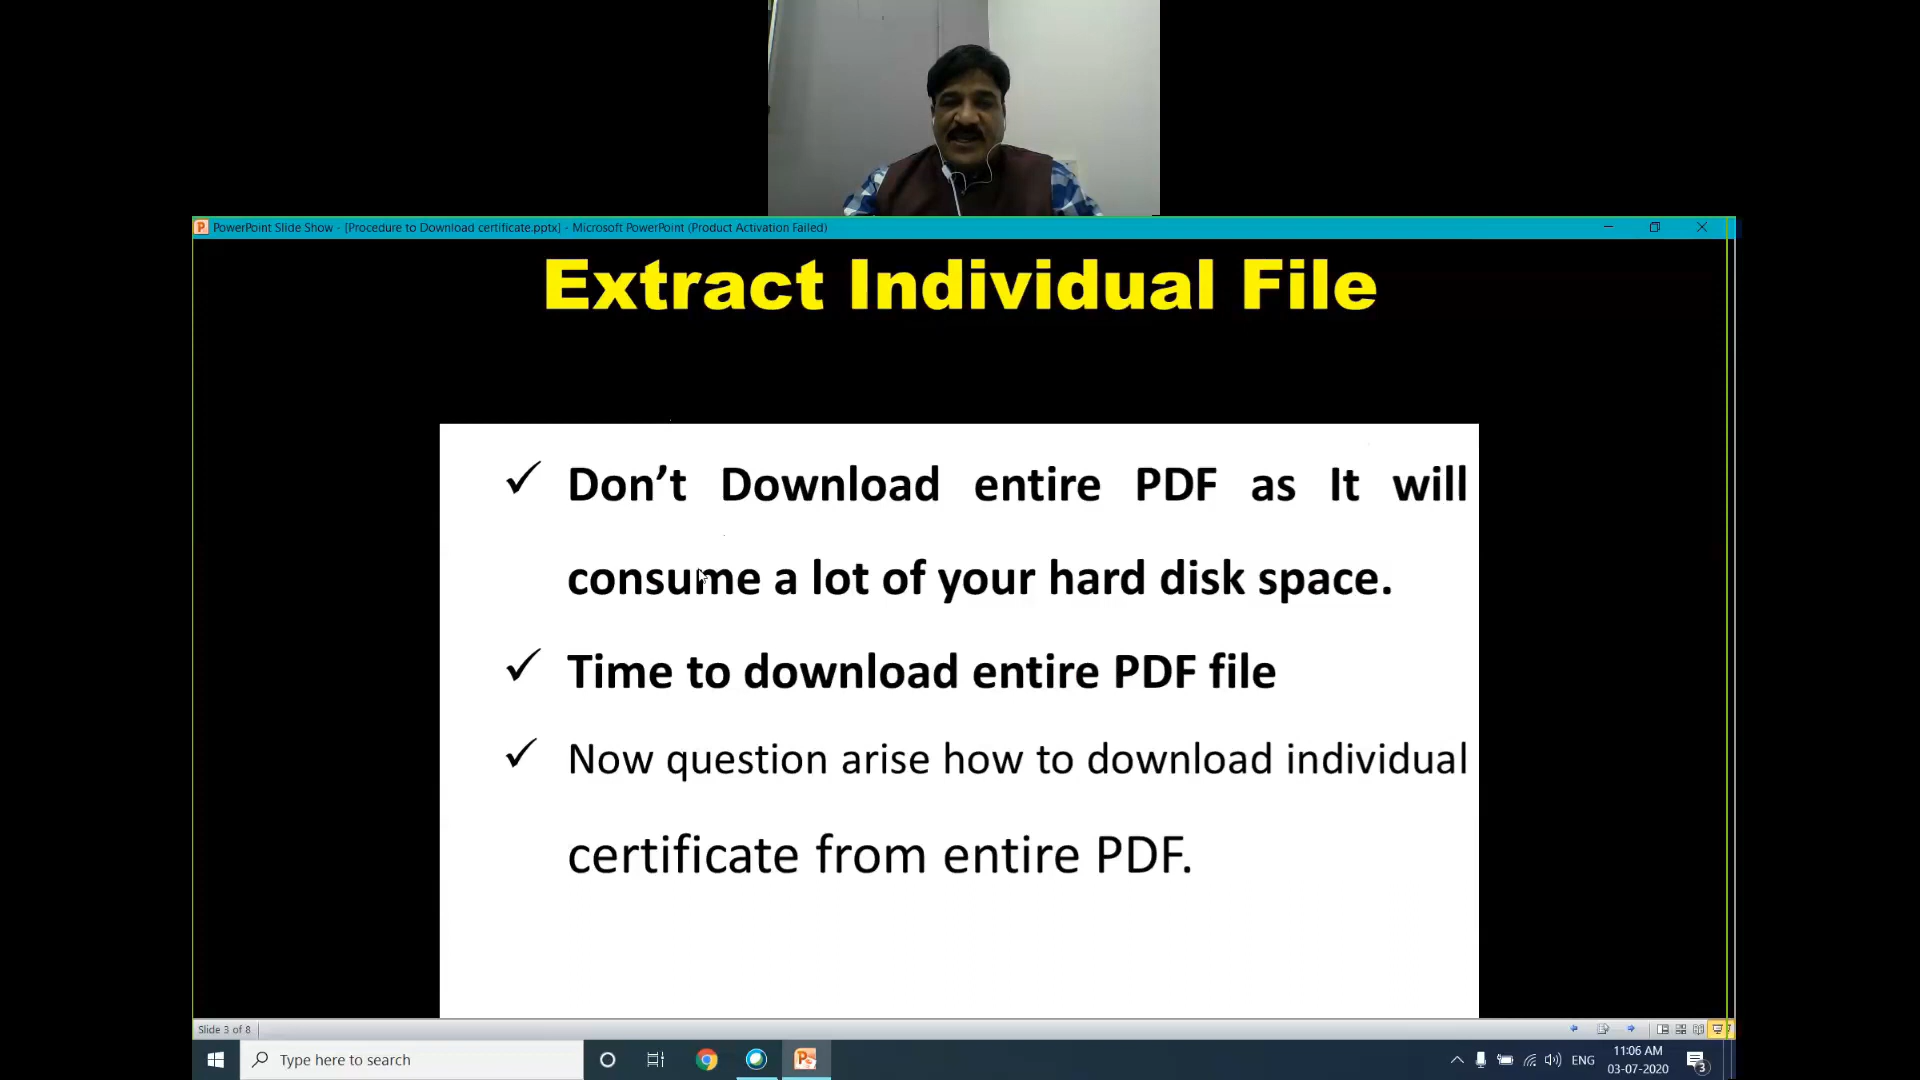 PowerPoint Slide Show - [Procedure to Download certificate.pptx] - Microsoft PowerPoint (Product Activation Failed)
Extract Individual File
✓ Don't Download entire PDF as It will
consume a lot of your hard disk space.
✓ Time to download entire PDF file
✓ Now question arise how to download individual
certificate from entire PDF.
Slide 3 of 8
Type here to search
ENG
11:06 AM
03-07-2020
3